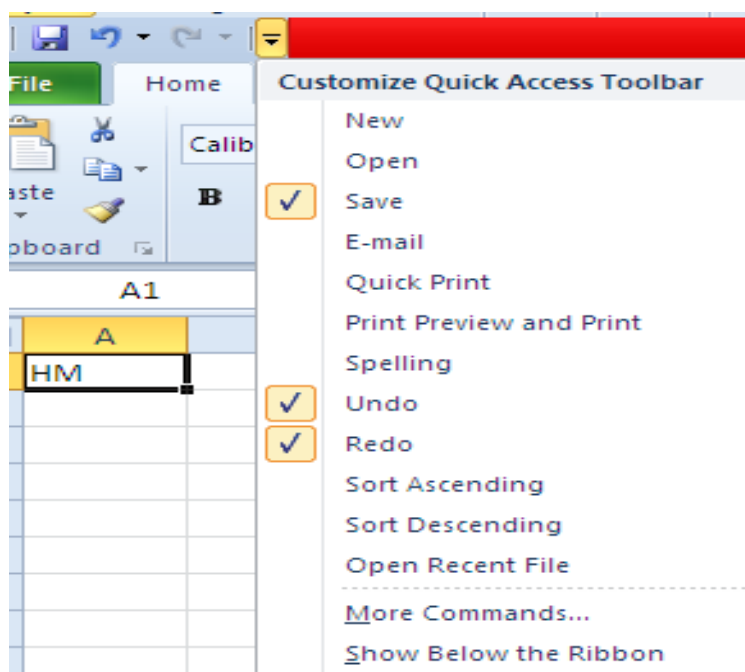 File Home
Customize Quick Access Toolbar
New
Open
Save
E-mail
Quick Print
Print Preview and Print
Spelling
Undo
Redo
Sort Ascending
Sort Descending
Open Recent File
More Commands...
Show Below the Ribbon
Calib
B
aste
pboard
A1
A
HM